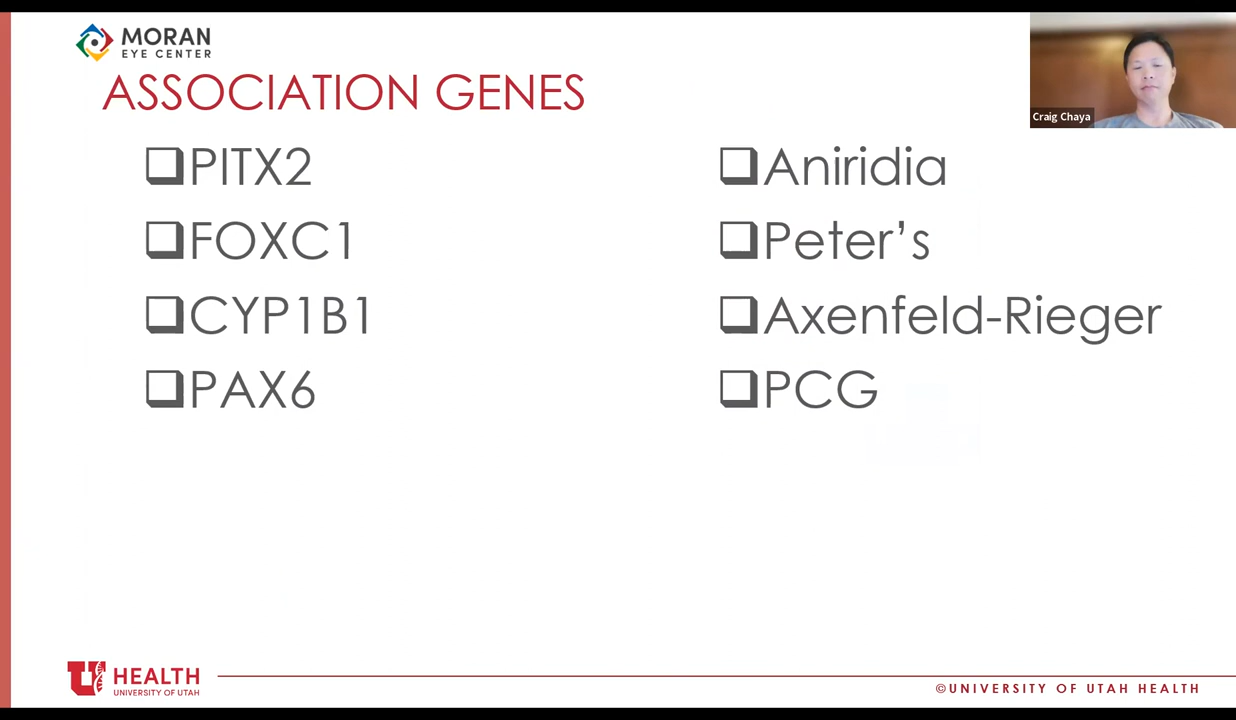 MORAN
EYE CENTER
ASSOCIATION GENES
Craig Chaya
❑PITX2
❑FOXC1
❑CYP1B1
❑PAX6
❑Aniridia
❑Peter’s
❑Axenfeld-Rieger
❑PCG
U HEALTH
UNIVERSITY OF UTAH
©UNIVERSITY OF UTAH HEALTH